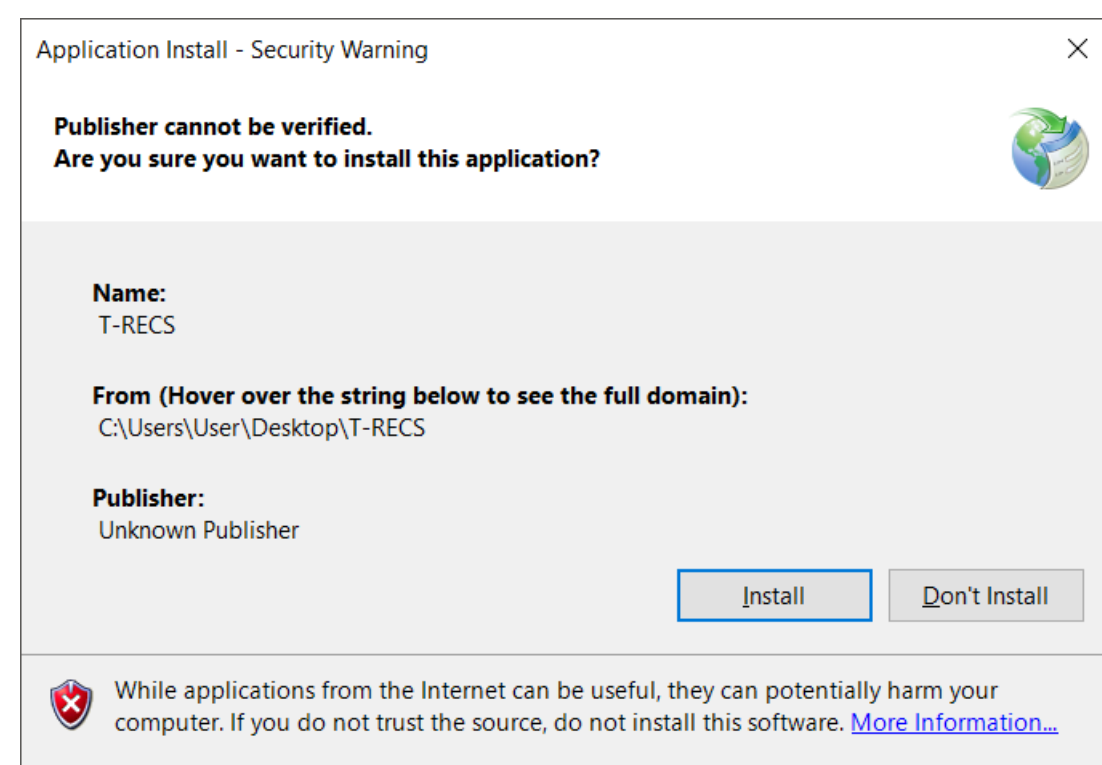 Application Install - Security Warning
Publisher cannot be verified.
Are you sure you want to install this application?
Name:
T-RECS
From (Hover over the string below to see the full domain):
C:\Users\User\Desktop\T-RECS
Publisher:
Unknown Publisher
Install
Don't Install
While applications from the Internet can be useful, they can potentially harm your
computer. If you do not trust the source, do not install this software. More Information...